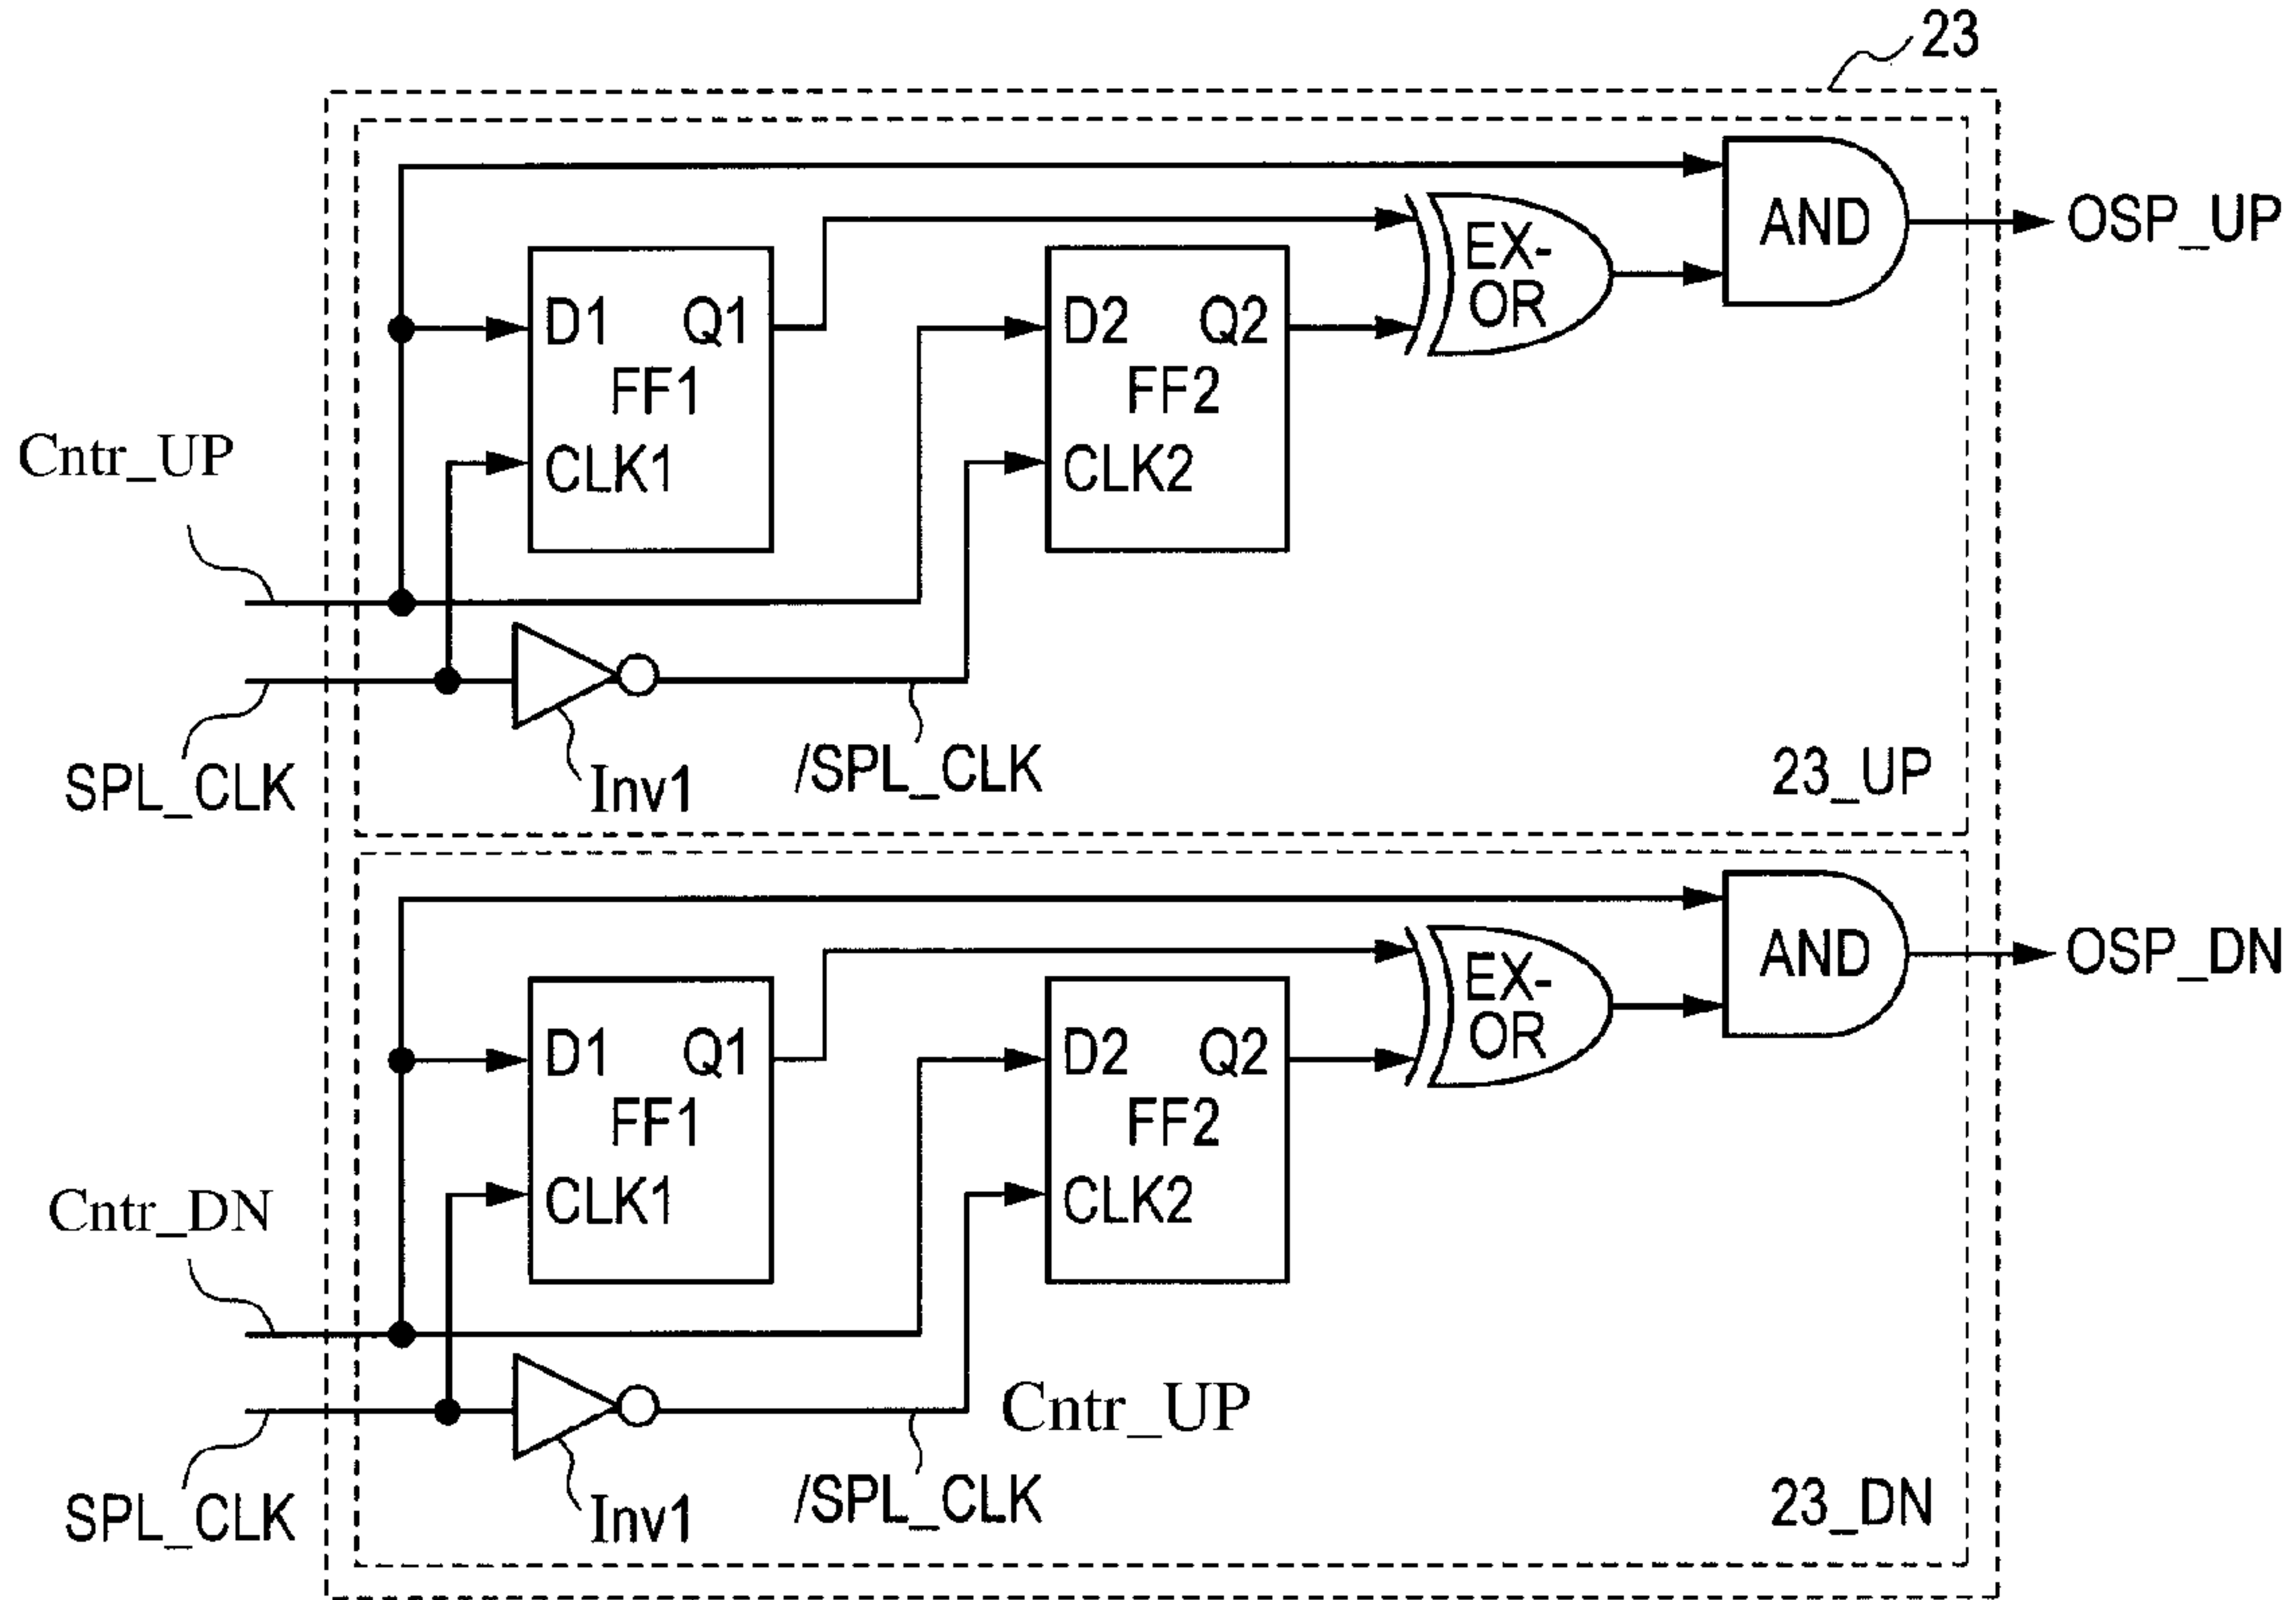 23
AND
OSP_UP
EX-
OR
D1 Q1
FF1
CLK1
D2 Q2
FF2
CLK2
Cntr_UP
SPL_CLK
Inv1
/SPL_CLK
23_UP
AND
OSP_DN
EX-
OR
D1 Q1
FF1
CLK1
D2 Q2
FF2
CLK2
Cntr_DN
Cntr_UP
SPL_CLK
Inv1
/SPL_CLK
23_DN